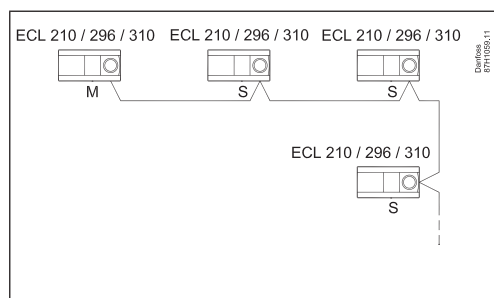 ECL 210 / 296 / 310 ECL 210 / 296 / 310 ECL 210 / 296 / 310
M S S
ECL 210 / 296 / 310
S
Danfoss
87H1059.11